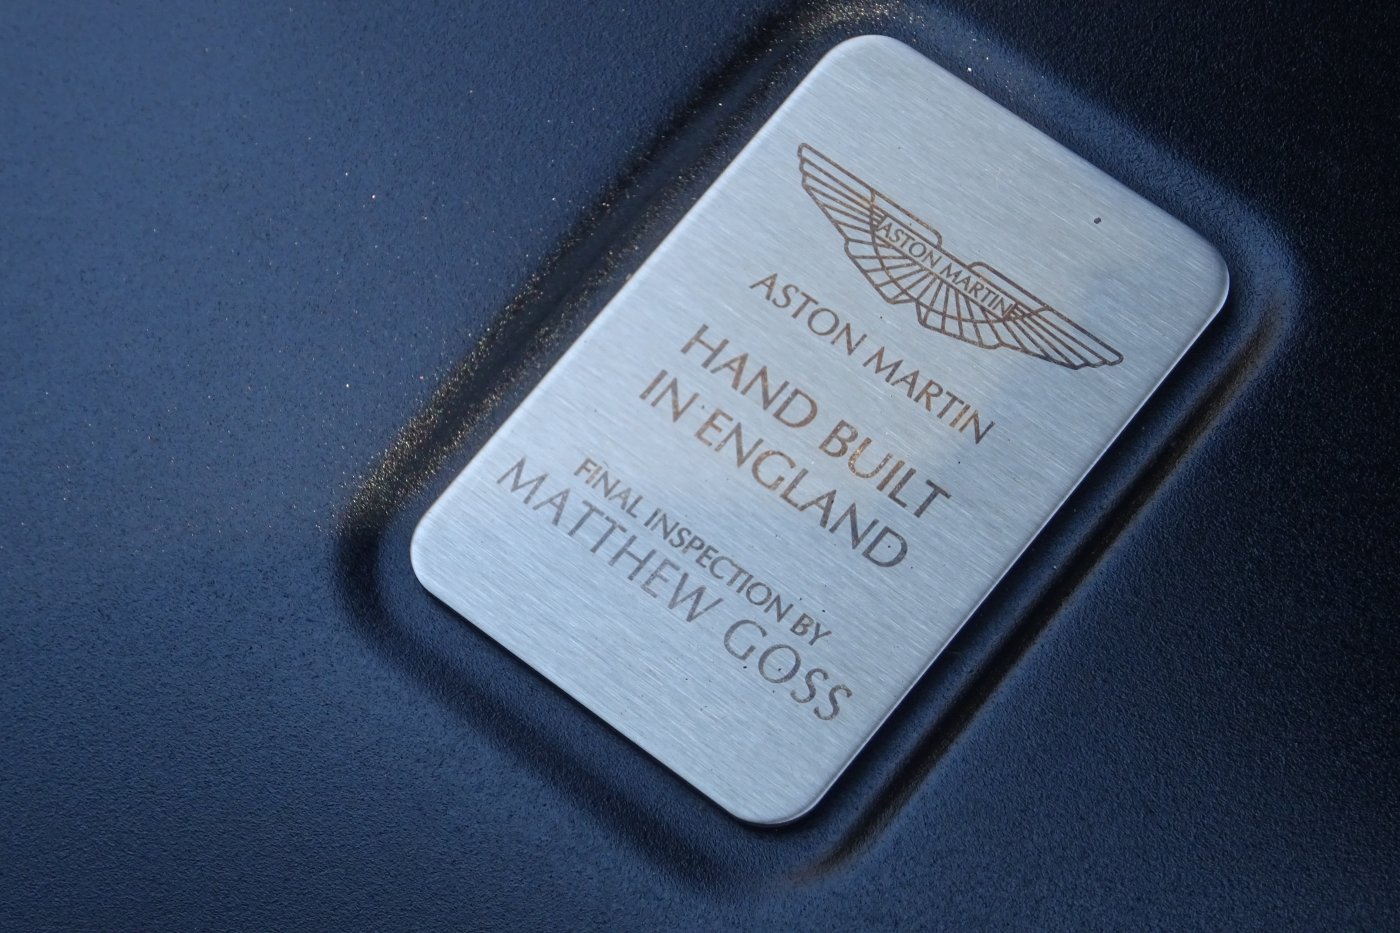 ASTON MARTIN
ASTON MARTIN
HAND BUILT
IN ENGLAND
FINAL INSPECTION BY
MATTHEW GOSS